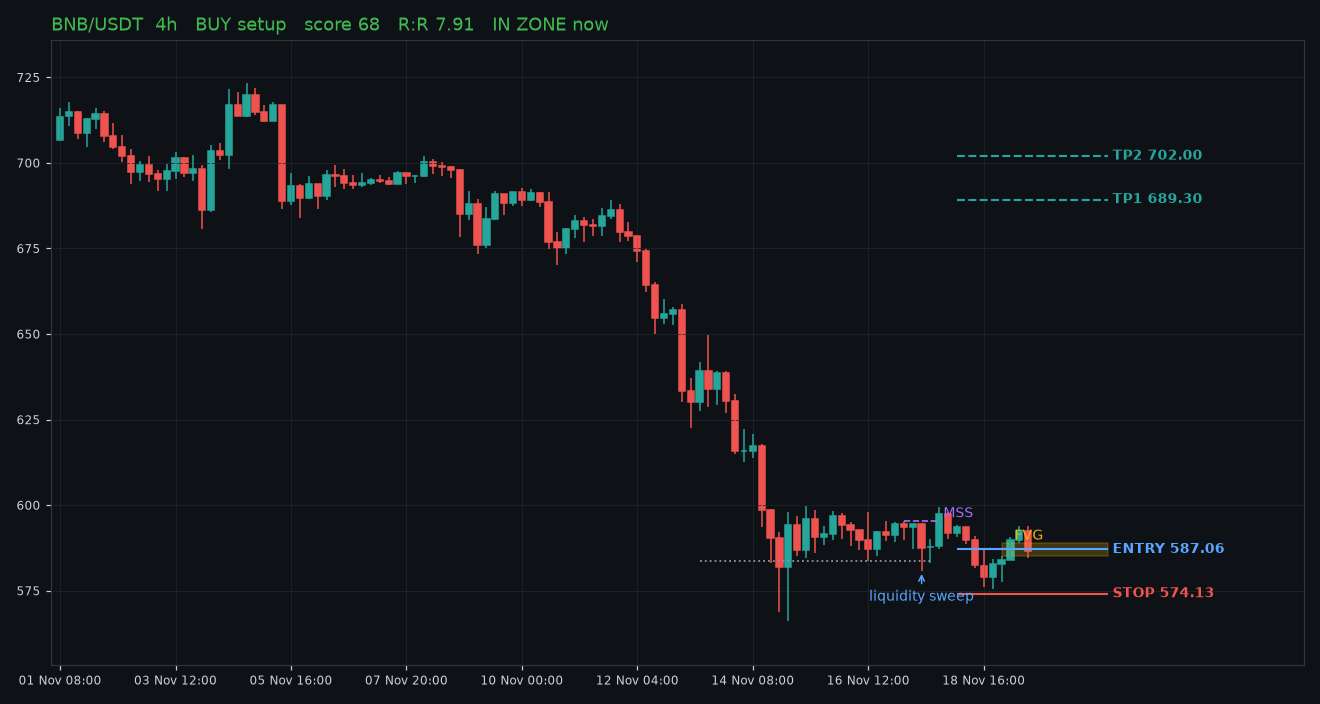 BNB/USDT 4h BUY setup score 68 R:R 7.91 IN ZONE now
725
700
675
650
625
600
575
TP2 702.00
TP1 689.30
MSS
FVG
ENTRY 587.06
liquidity sweep
STOP 574.13
01 Nov 08:00
03 Nov 12:00
05 Nov 16:00
07 Nov 20:00
10 Nov 00:00
12 Nov 04:00
14 Nov 08:00
16 Nov 12:00
18 Nov 16:00